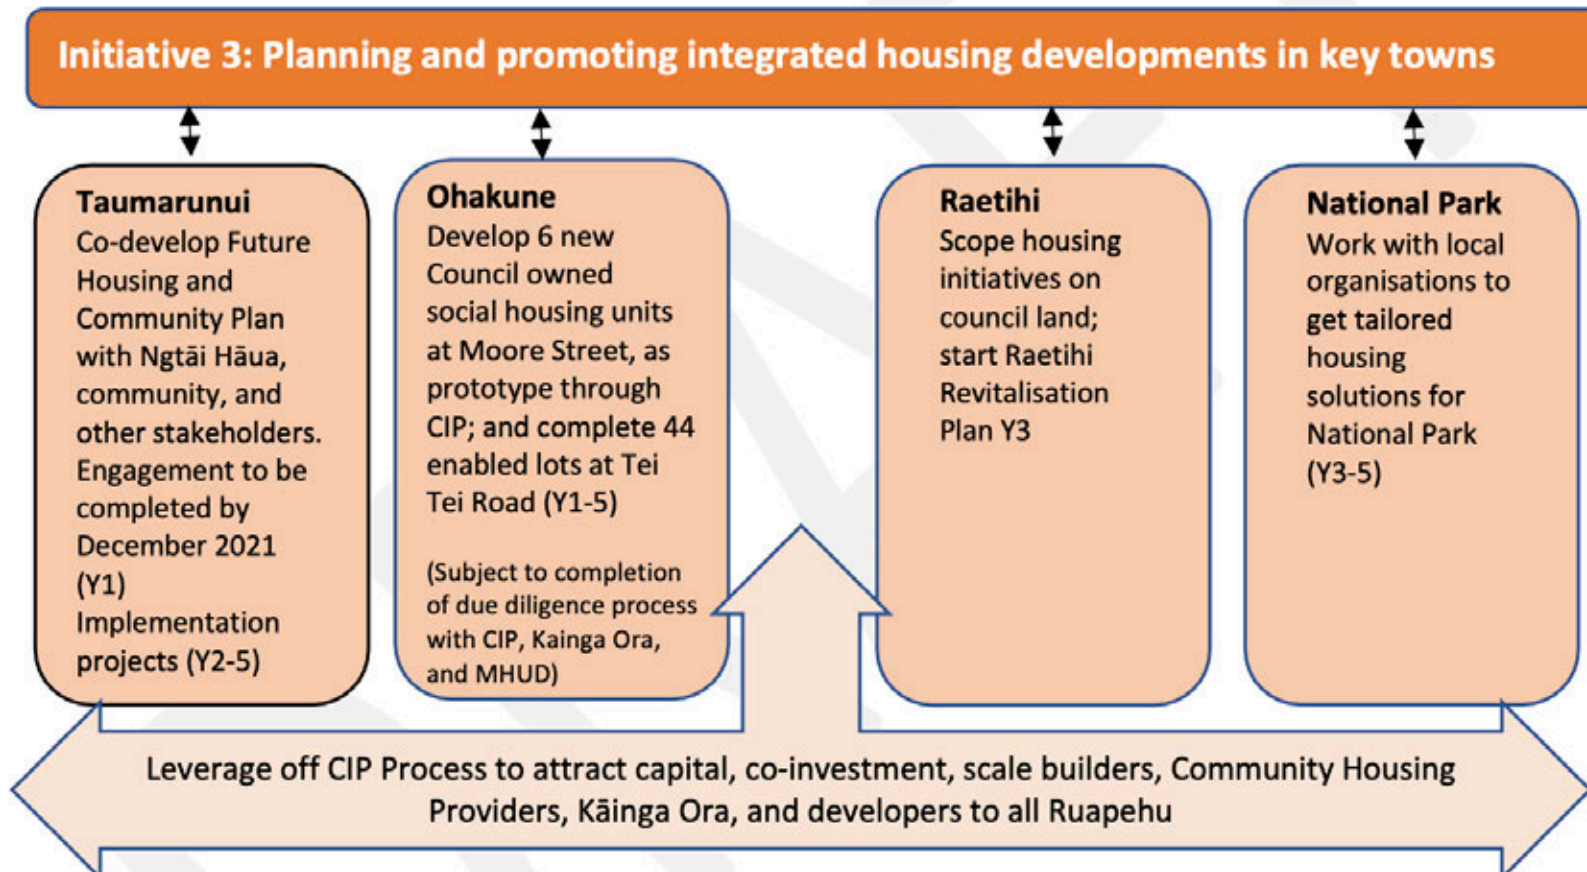 Initiative 3: Planning and promoting integrated housing developments in key towns
Taumarunui
Co-develop Future
Housing and
Community Plan
with Ngtāi Hāua,
community, and
other stakeholders.
Engagement to be
completed by
December 2021
(Y1)
Implementation
projects (Y2-5)
Ohakune
Develop 6 new
Council owned
social housing units
at Moore Street, as
prototype through
CIP; and complete 44
enabled lots at Tei
Tei Road (Y1-5)
(Subject to completion
of due diligence process
with CIP, Kainga Ora,
and MHUD)
Raetihi
Scope housing
initiatives on
council land;
start Raetihi
Revitalisation
Plan Y3
National Park
Work with local
organisations to
get tailored
housing
solutions for
National Park
(Y3-5)
Leverage off CIP Process to attract capital, co-investment, scale builders, Community Housing
Providers, Kāinga Ora, and developers to all Ruapehu